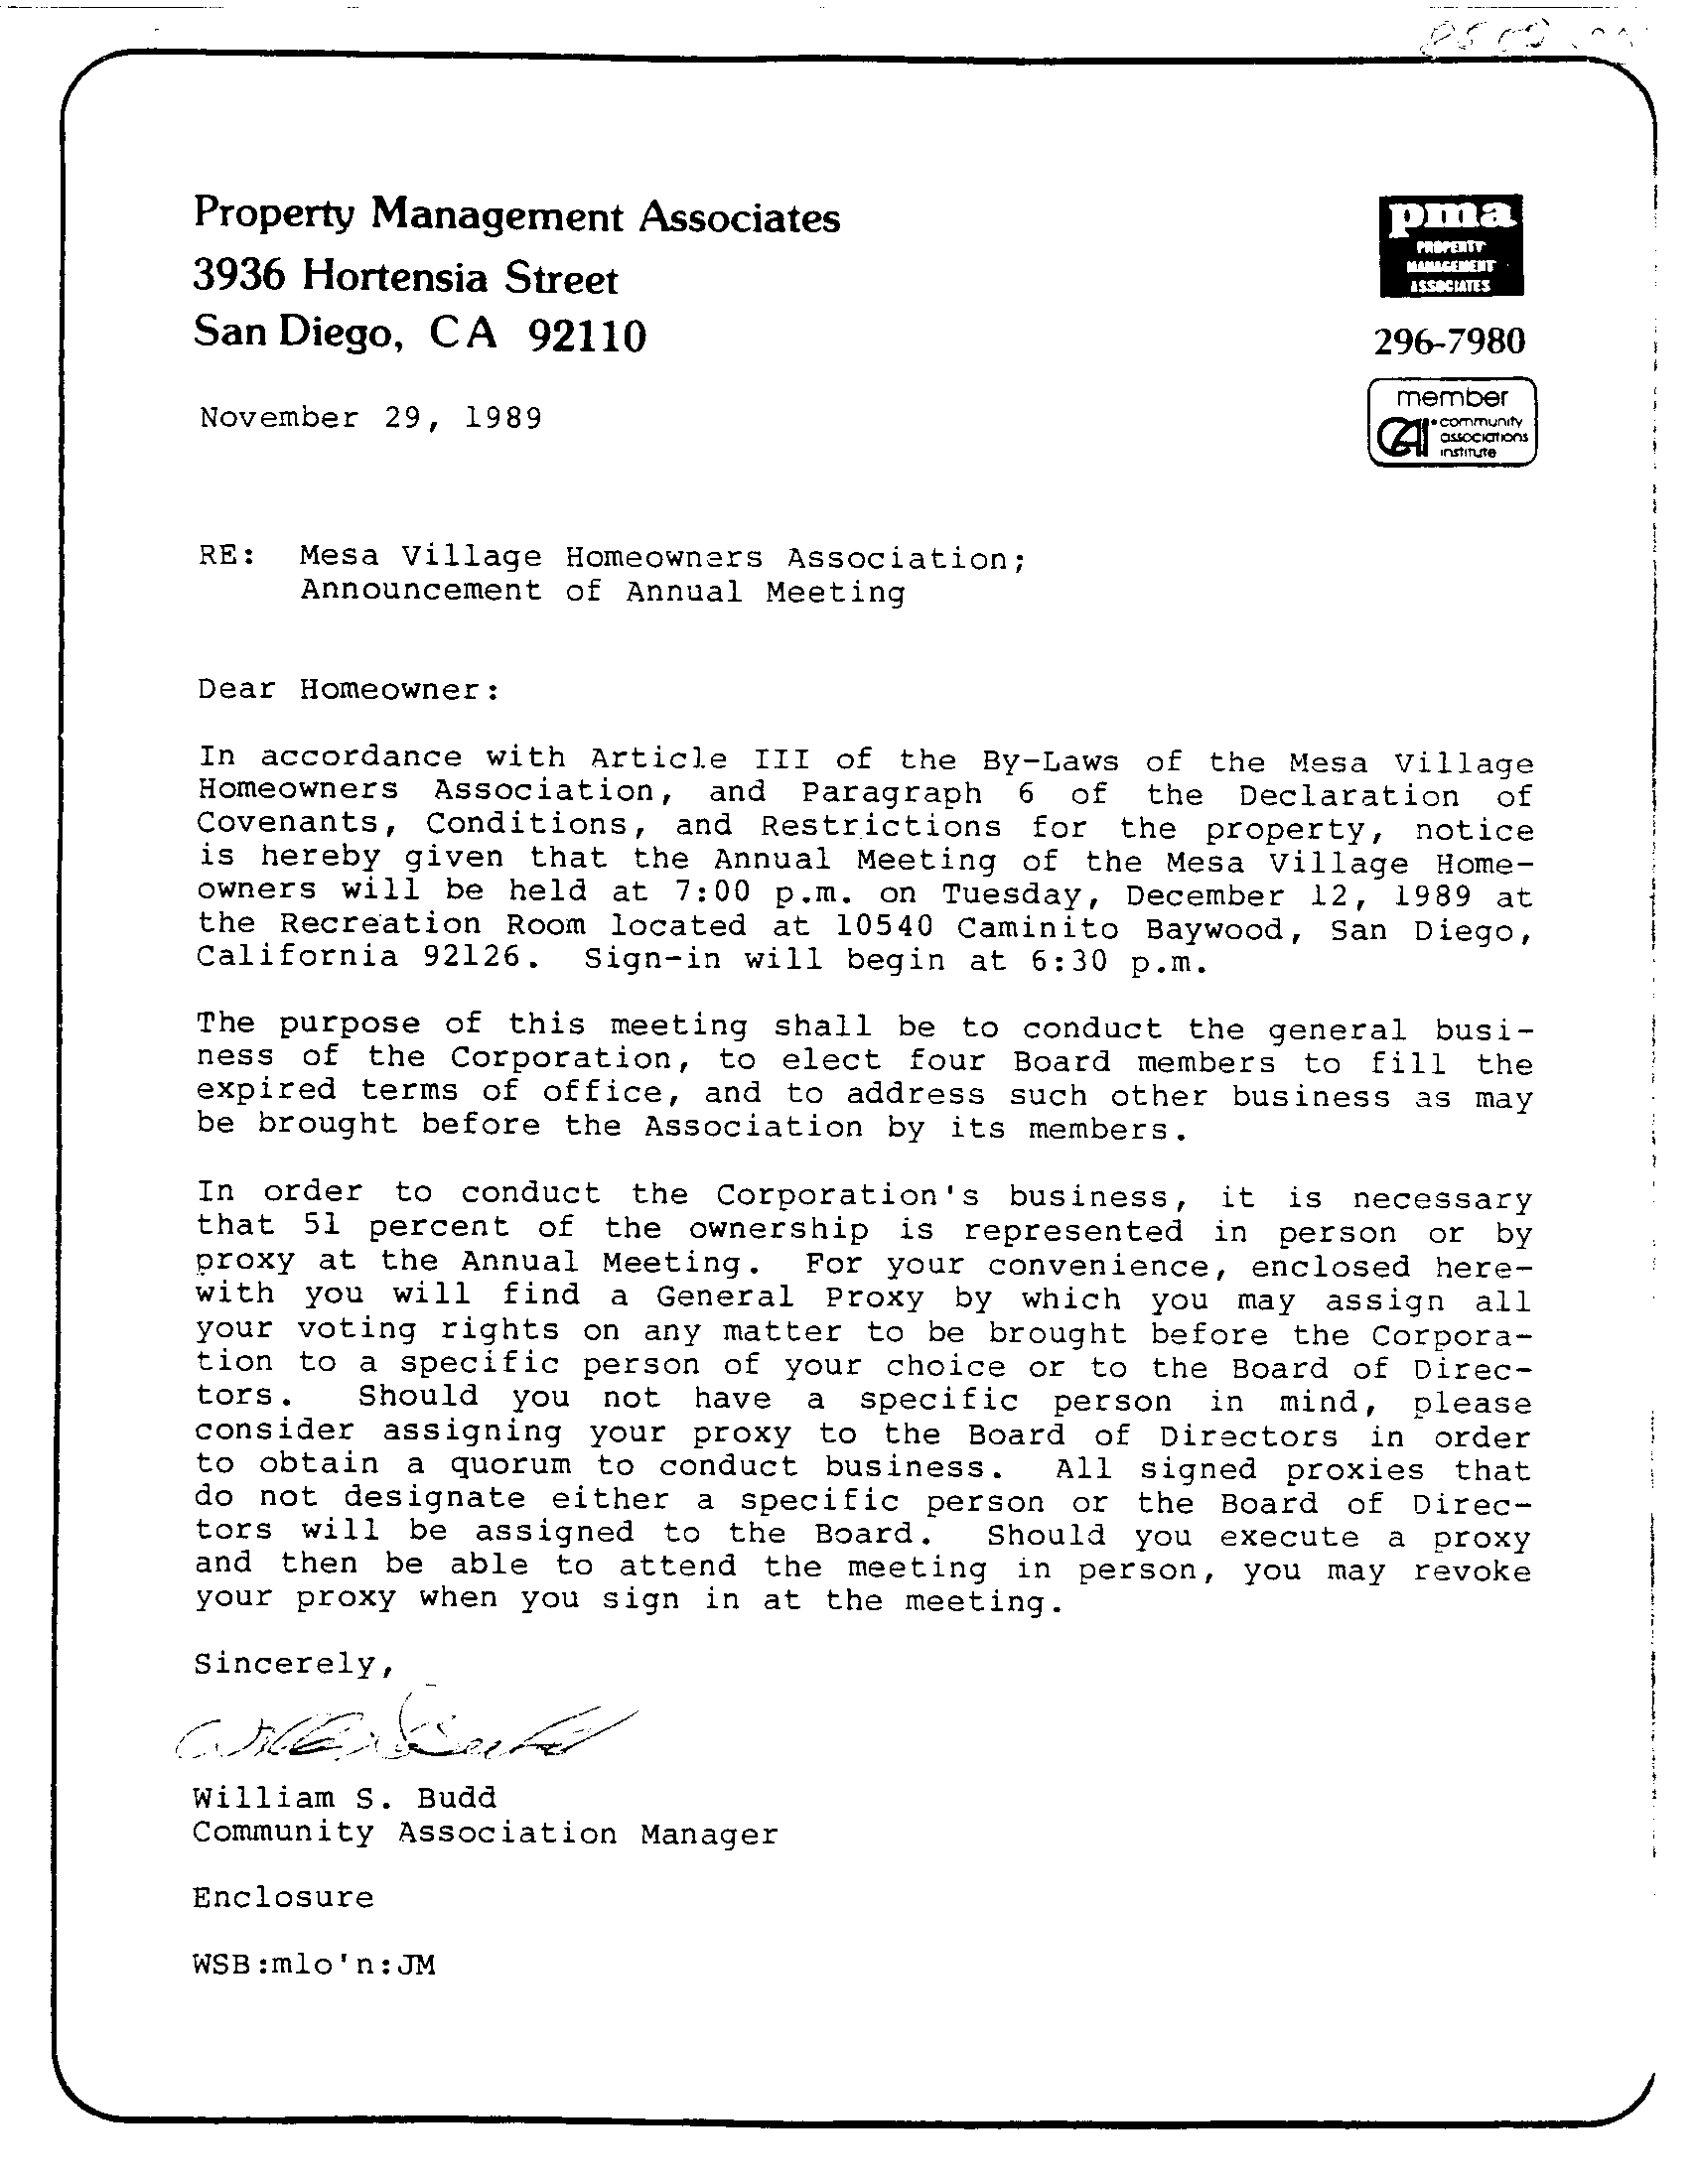 Property Management Associates
3936 Hortensia Street
San Diego, CA 92110
pma
PROPERTY
MANAGEMENT
ASSOCIATES
296-7980
member
CAI
community
associations
institute
November 29, 1989
RE: Mesa Village Homeowners Association;
Announcement of Annual Meeting
Dear Homeowner:
In accordance with Article III of the By-Laws of the Mesa Village
Homeowners Association, and Paragraph 6 of the Declaration of
Covenants, Conditions, and Restrictions for the property, notice
is hereby given that the Annual Meeting of the Mesa Village Home-
owners will be held at 7:00 p.m. on Tuesday, December 12, 1989 at
the Recreation Room located at 10540 Caminito Baywood, San Diego,
California 92126. Sign-in will begin at 6:30 p.m.
The purpose of this meeting shall be to conduct the general busi-
ness of the Corporation, to elect four Board members to fill the
expired terms of office, and to address such other business as may
be brought before the Association by its members.
In order to conduct the Corporation's business, it is necessary
that 51 percent of the ownership is represented in person or by
proxy at the Annual Meeting. For your convenience, enclosed here-
with you will find a General Proxy by which you may assign all
your voting rights on any matter to be brought before the Corpora-
tion to a specific person of your choice or to the Board of Direc-
tors. Should you not have a specific person in mind, please
consider assigning your proxy to the Board of Directors in order
to obtain a quorum to conduct business. All signed proxies that
do not designate either a specific person or the Board of Direc-
tors will be assigned to the Board. Should you execute a proxy
and then be able to attend the meeting in person, you may revoke
your proxy when you sign in at the meeting.
Sincerely,
William S. Budd
Community Association Manager
Enclosure
WSB:mlo'n:JM